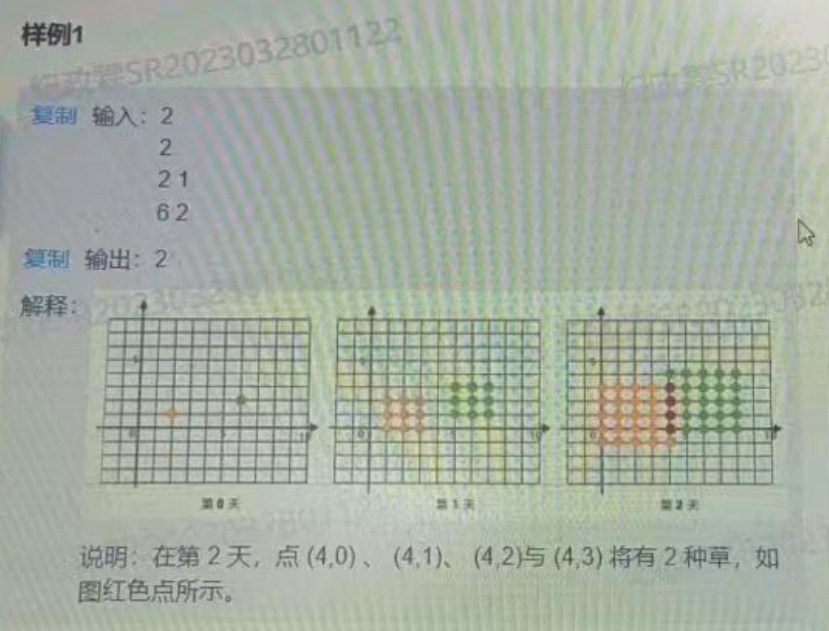 样例1
SR2023032801122
复制 输入：2
2
2 1
6 2
复制 输出：2
解释：
第 0 天
第 1 天
第 2 天
说明：在第 2 天，点 (4,0) 、 (4,1)、 (4,2)与 (4,3) 将有 2 种草，如
图红色点所示。